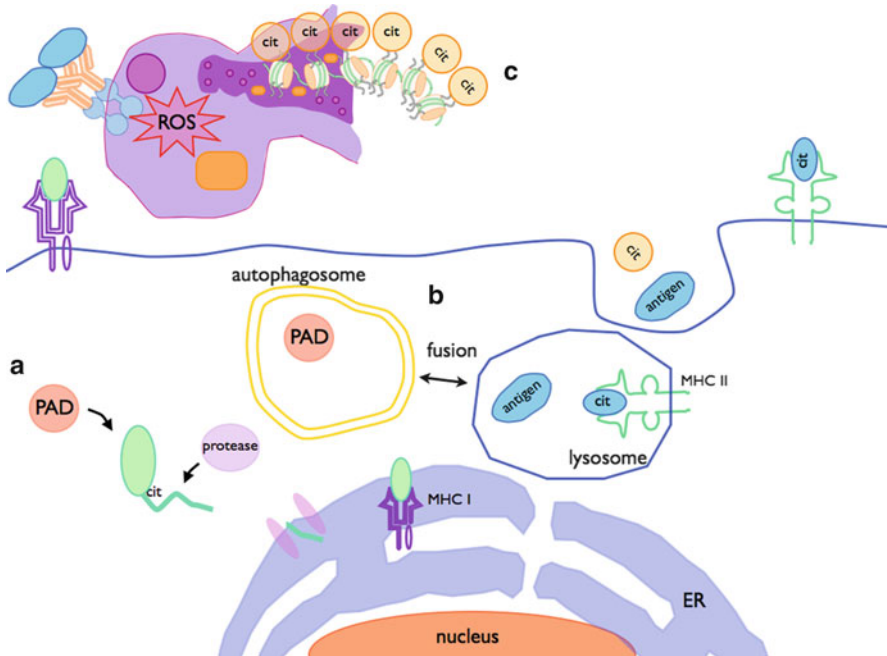 cit
cit
cit
cit
cit
cit
c
ROS
cit
cit
antigen
autophagosome
b
PAD
fusion
a
PAD
antigen
cit
MHC II
lysosome
protease
cit
MHC I
ER
nucleus